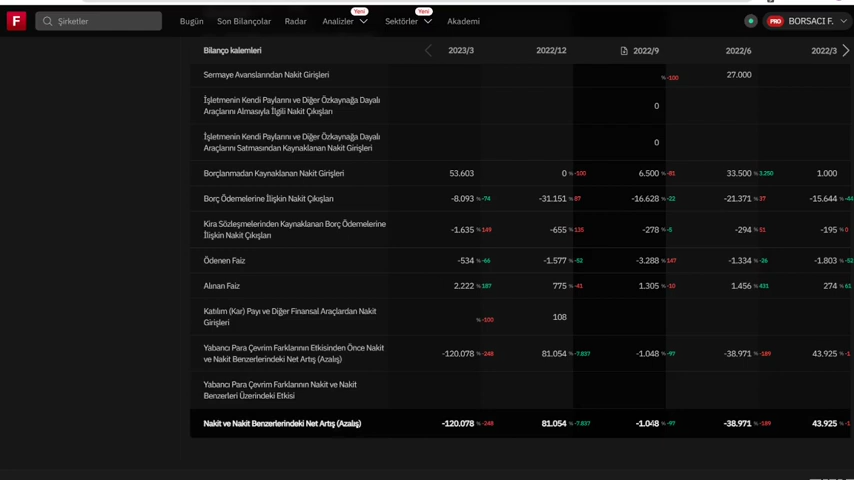 F Şirketler Bugün Son Bilançolar Radar Analizler Yeni Sektörler Yeni Akademi PRO BORSACI F.
Bilanço kalemleri 2023/3 2022/12 2022/9 2022/6 2022/3
Sermaye Avanslarından Nakit Girişleri %-100 27.000
İşletmenin Kendi Paylarını ve Diğer Özkaynağa Dayalı
Araçlarını Almasıyla İlgili Nakit Çıkışları 0
İşletmenin Kendi Paylarını ve Diğer Özkaynağa Dayalı
Araçlarını Satmasından Kaynaklanan Nakit Girişleri 0
Borçlanmadan Kaynaklanan Nakit Girişleri 53.603 0 %-100 6.500 %-81 33.500 %3.250 1.000
Borç Ödemelerine İlişkin Nakit Çıkışları -8.093 %-74 -31.151 %87 -16.628 %-22 -21.371 %37 -15.644 %-44
Kira Sözleşmelerinden Kaynaklanan Borç Ödemelerine
İlişkin Nakit Çıkışları -1.635 %149 -655 %135 -278 %-5 -294 %51 -195 %0
Ödenen Faiz -534 %-66 -1.577 %-52 -3.288 %147 -1.334 %-26 -1.803 %-52
Alınan Faiz 2.222 %187 775 %-41 1.305 %-10 1.456 %431 274 %61
Katılım (Kar) Payı ve Diğer Finansal Araçlardan Nakit
Girişleri %-100 108
Yabancı Para Çevrim Farklarının Etkisinden Önce Nakit
ve Nakit Benzerlerindeki Net Artış (Azalış) -120.078 %-248 81.054 %-7.837 -1.048 %-97 -38.971 %-189 43.925 %-1
Yabancı Para Çevrim Farklarının Nakit ve Nakit
Benzerleri Üzerindeki Etkisi
Nakit ve Nakit Benzerlerindeki Net Artış (Azalış) -120.078 %-248 81.054 %-7.837 -1.048 %-97 -38.971 %-189 43.925 %-1